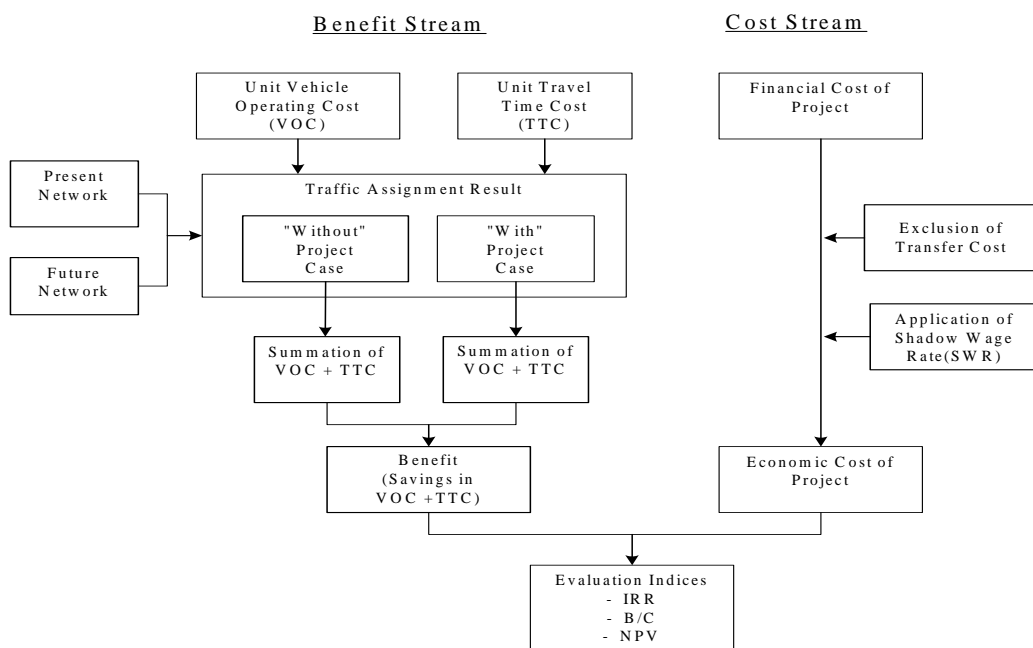 Benefit Stream
Cost Stream
Unit Vehicle
Operating Cost
(VOC)
Unit Travel
Time Cost
(TTC)
Financial Cost of
Project
Present
Network
Future
Network
Traffic Assignment Result
"Without"
Project
Case
"With"
Project
Case
Exclusion of
Transfer Cost
Application of
Shadow Wage
Rate(SWR)
Summation of
VOC + TTC
Summation of
VOC + TTC
Benefit
(Savings in
VOC +TTC)
Economic Cost of
Project
Evaluation Indices
- IRR
- B/C
- NPV